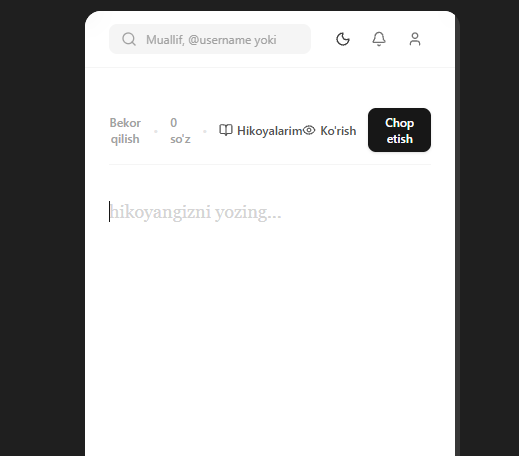 Muallif, @username yoki
Bekor qilish
0 so'z
Hikoyalarim
Ko'rish
Chop etish
hikoyangizni yozing...